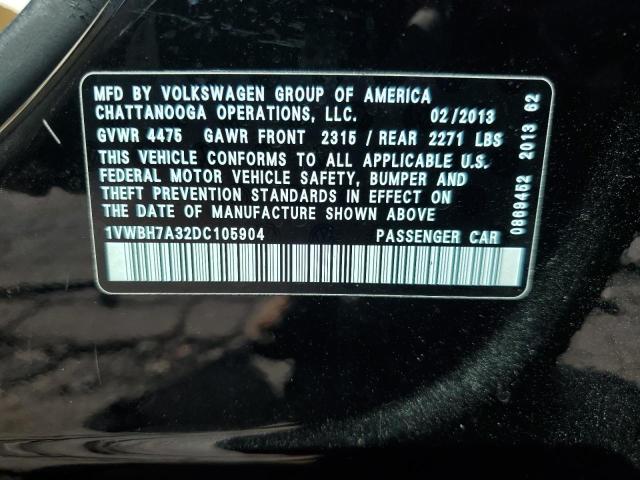 MFD BY VOLKSWAGEN GROUP OF AMERICA
CHATTANOOGA OPERATIONS, LLC. 02/2013
GVWR 4475 GAWR FRONT 2315 / REAR 2271 LBS
THIS VEHICLE CONFORMS TO ALL APPLICABLE U.S.
FEDERAL MOTOR VEHICLE SAFETY, BUMPER AND
THEFT PREVENTION STANDARDS IN EFFECT ON
THE DATE OF MANUFACTURE SHOWN ABOVE
1VWBH7A32DC105904 PASSENGER CAR
0869452 2013 62